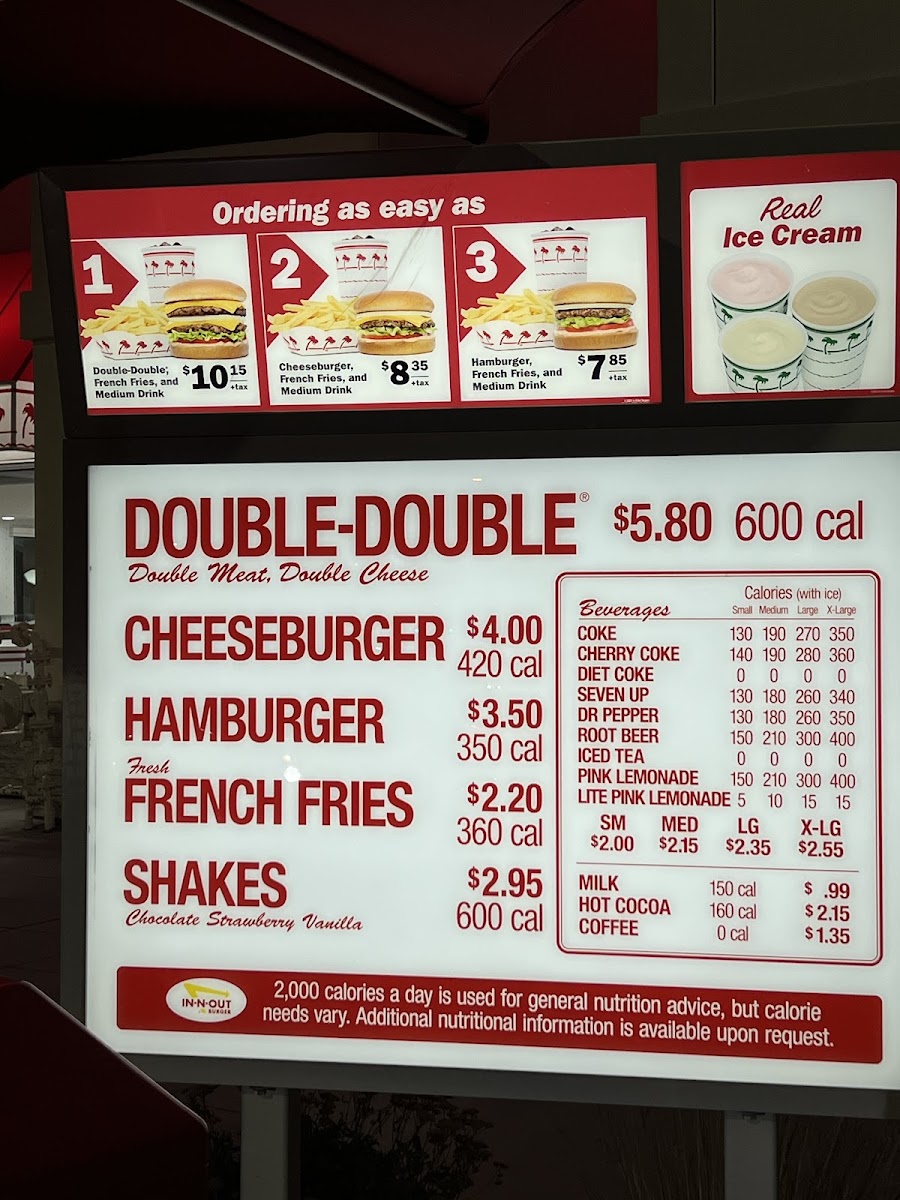 Ordering as easy as
1
Double-Double,®
French Fries, and
Medium Drink
$10 15
+tax
2
Cheeseburger,
French Fries, and
Medium Drink
$8 35
+tax
3
Hamburger,
French Fries, and
Medium Drink
$7 85
+tax
Real
Ice Cream
DOUBLE-DOUBLE® $5.80 600 cal
Double Meat, Double Cheese
CHEESEBURGER $4.00
420 cal
HAMBURGER $3.50
350 cal
Fresh
FRENCH FRIES $2.20
360 cal
SHAKES $2.95
Chocolate Strawberry Vanilla 600 cal
Calories (with ice)
Beverages Small Medium Large X-Large
COKE 130 190 270 350
CHERRY COKE 140 190 280 360
DIET COKE 0 0 0 0
SEVEN UP 130 180 260 340
DR PEPPER 130 180 260 350
ROOT BEER 150 210 300 400
ICED TEA 0 0 0 0
PINK LEMONADE 150 210 300 400
LITE PINK LEMONADE 5 10 15 15
SM MED LG X-LG
$2.00 $2.15 $2.35 $2.55
MILK 150 cal $ .99
HOT COCOA 160 cal $2.15
COFFEE 0 cal $1.35
IN-N-OUT
BURGER
2,000 calories a day is used for general nutrition advice, but calorie
needs vary. Additional nutritional information is available upon request.